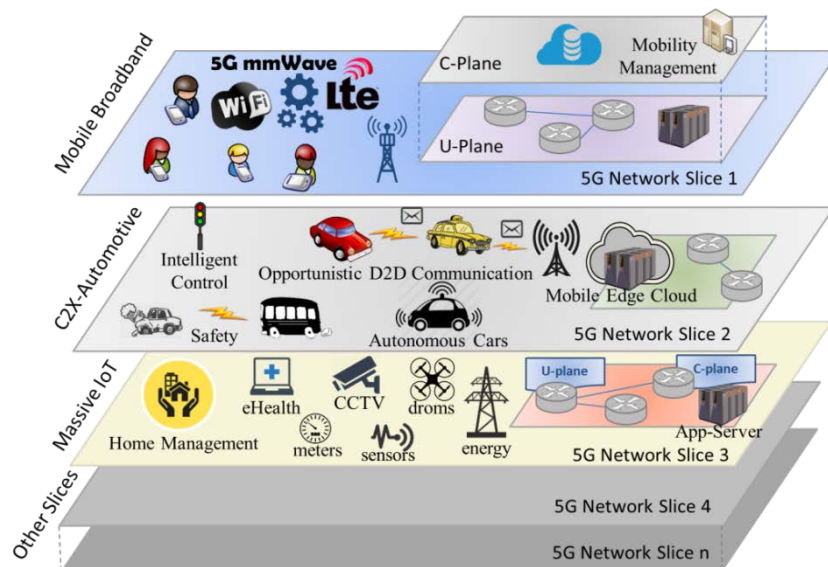 Mobile Broadband
5G mmWave
WiFi
Lte
C-Plane
Mobility
Management
U-Plane
5G Network Slice 1
C2X-Automotive
Intelligent
Control
Opportunistic D2D Communication
Mobile Edge Cloud
Safety
Autonomous Cars
5G Network Slice 2
Massive IoT
Home Management
eHealth
CCTV
droms
meters
sensors
energy
U-plane
C-plane
App-Server
5G Network Slice 3
Other Slices
5G Network Slice 4
5G Network Slice n